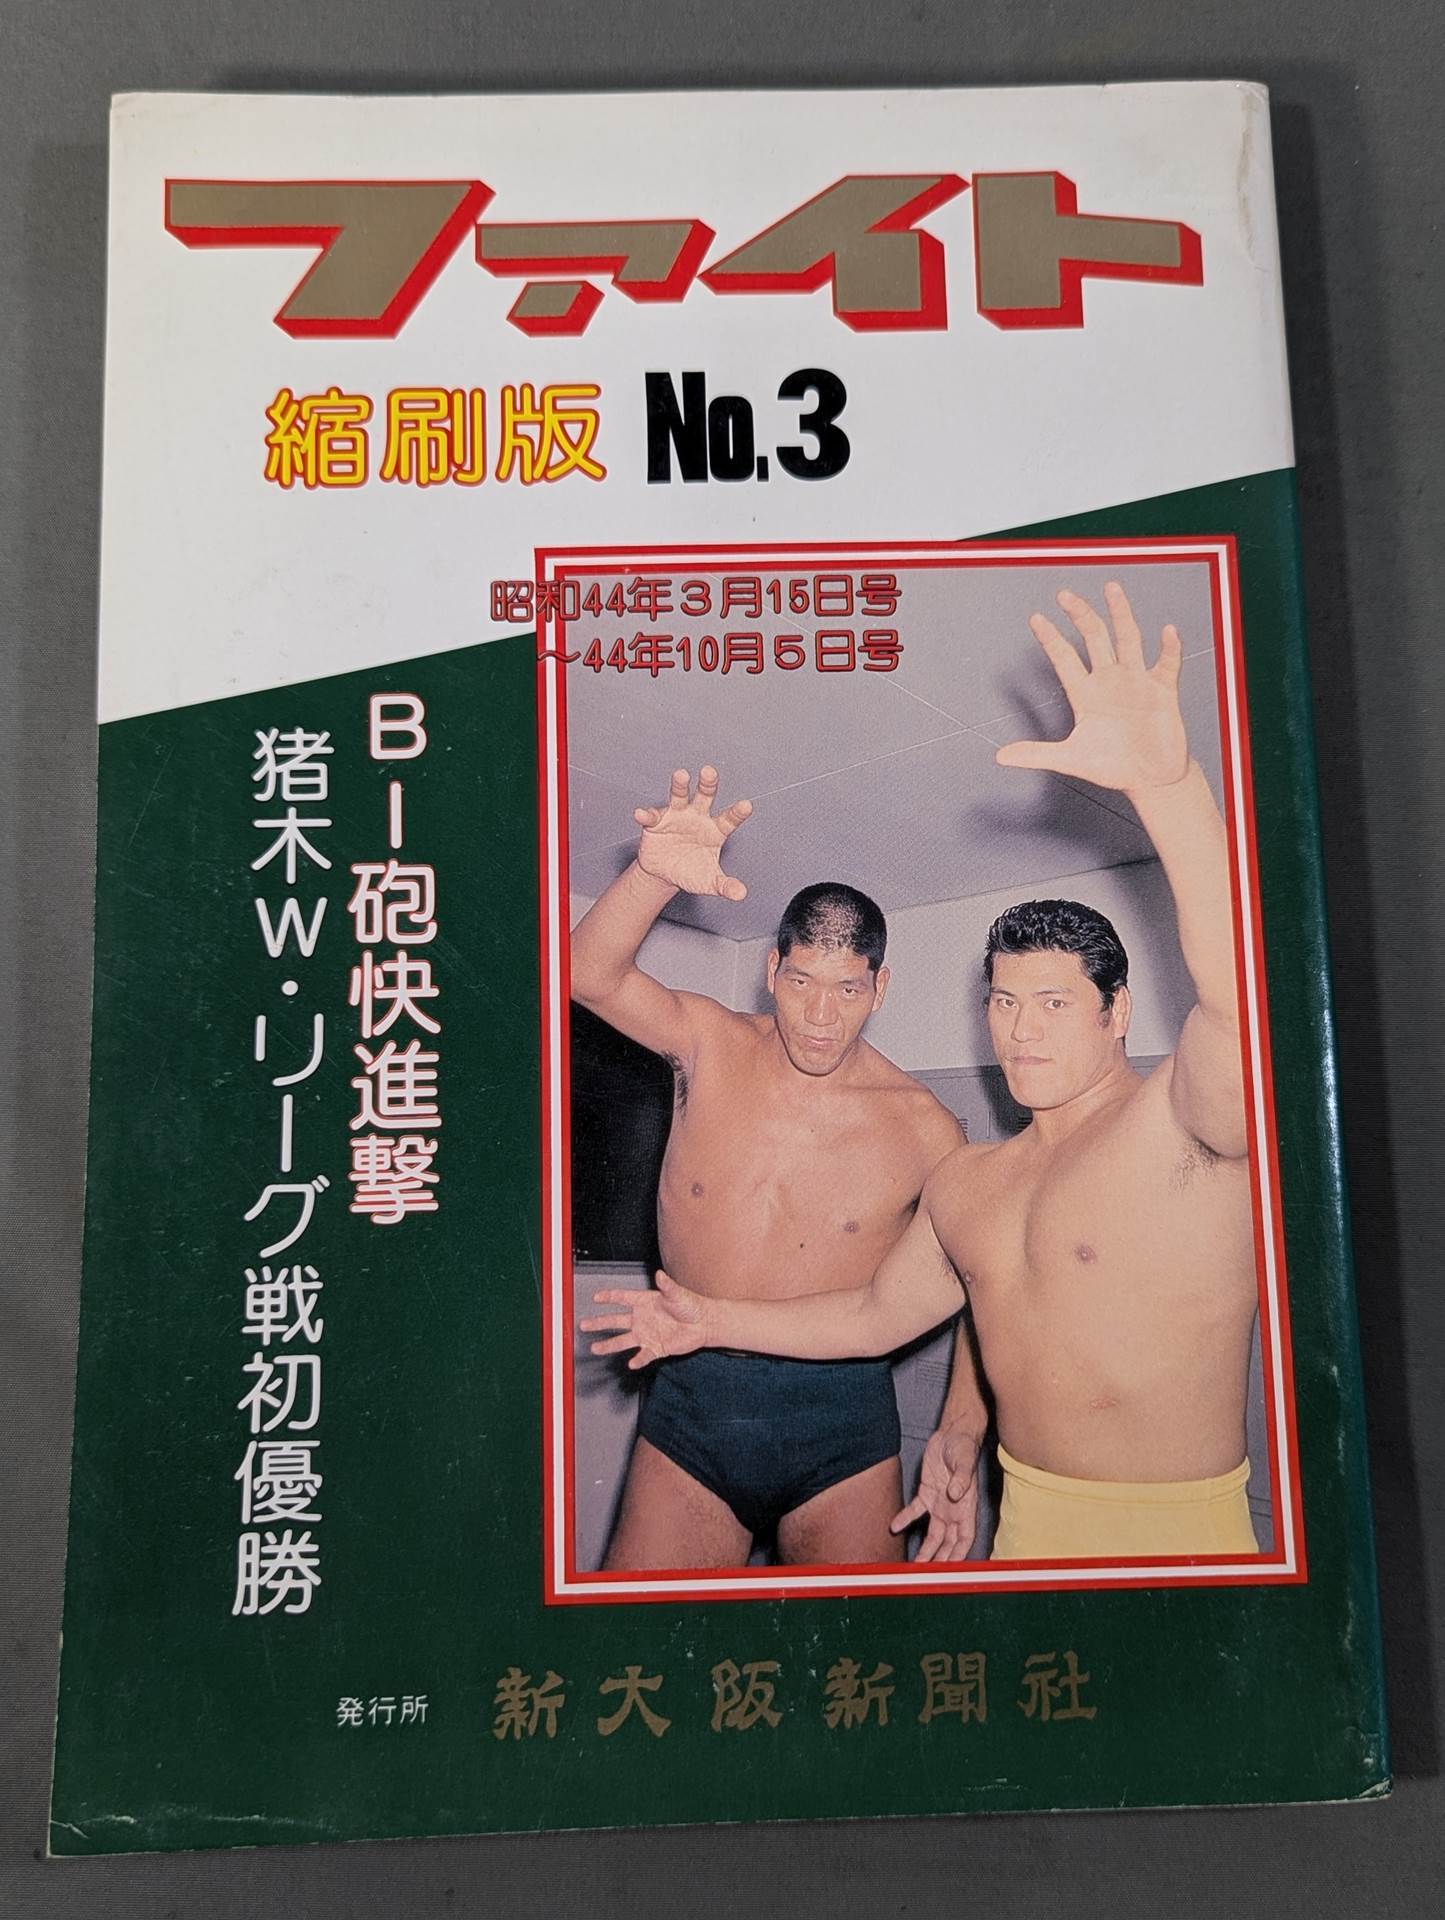 ファイト
縮刷版 No.3
昭和44年3月15日号
〜44年10月5日号
BーI砲快進撃
猪木W・リーグ戦初優勝
発行所 新大阪新聞社